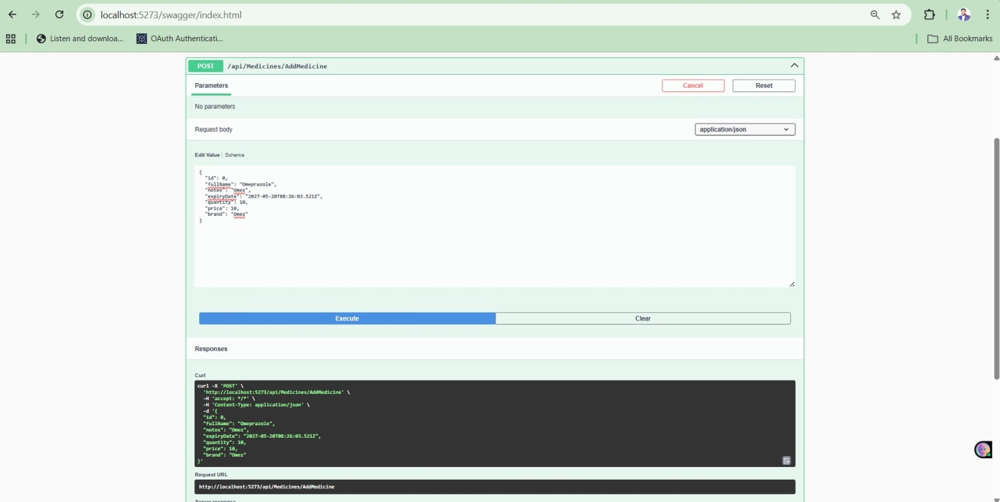 localhost:5273/swagger/index.html
Listen and downloa...
OAuth Authenticati...
All Bookmarks
POST /api/Medicines/AddMedicine
Parameters
Cancel
Reset
No parameters
Request body
application/json
Edit Value | Schema
{
"id": 0,
"fullName": "Omeprazole",
"notes": "Omez",
"expiryDate": "2027-05-20T08:26:03.521Z",
"quantity": 10,
"price": 10,
"brand": "Omez"
}
Execute
Clear
Responses
Curl
curl -X 'POST' \
'http://localhost:5273/api/Medicines/AddMedicine' \
-H 'accept: */*' \
-H 'Content-Type: application/json' \
-d '{
"id": 0,
"fullName": "Omeprazole",
"notes": "Omez",
"expiryDate": "2027-05-20T08:26:03.521Z",
"quantity": 10,
"price": 10,
"brand": "Omez"
}'
Request URL
http://localhost:5273/api/Medicines/AddMedicine
Server response